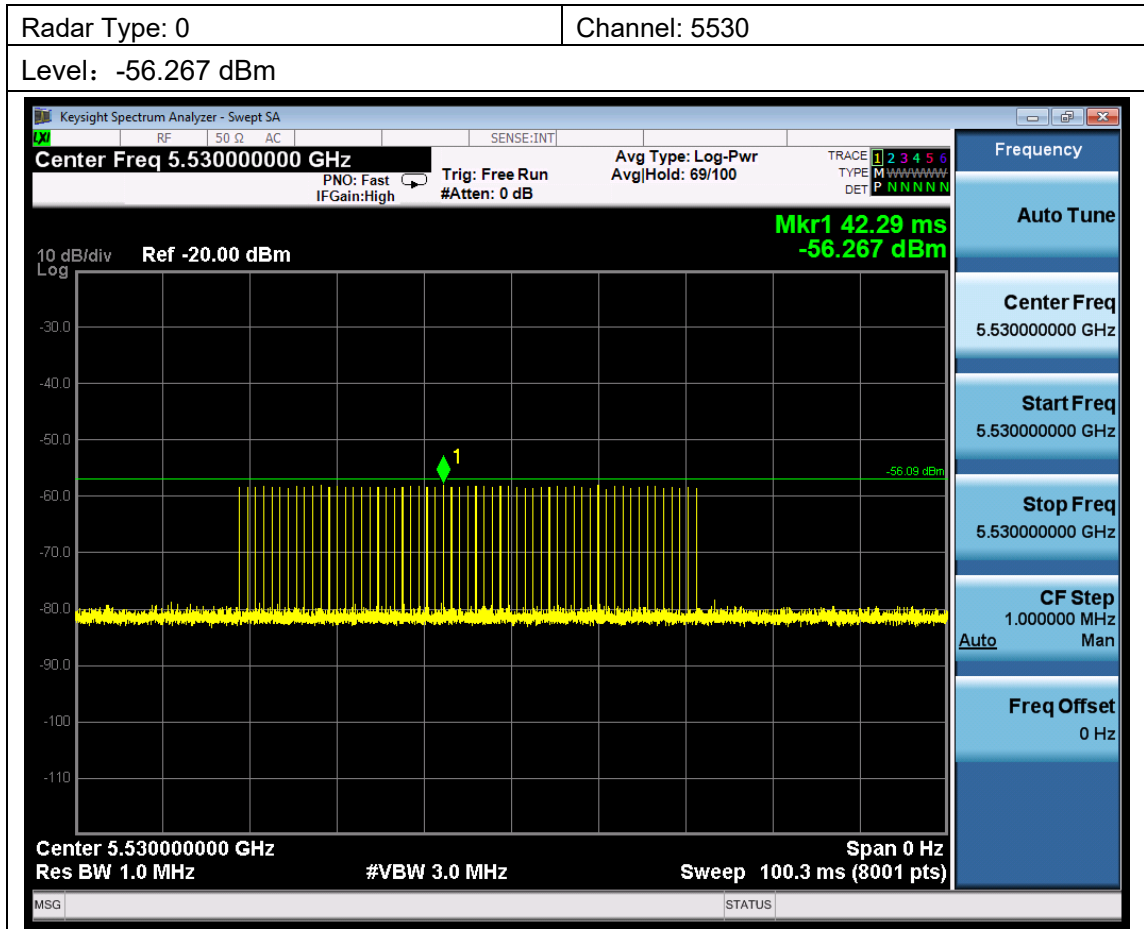 Radar Type: 0
Channel: 5530
Level：-56.267 dBm
Keysight Spectrum Analyzer - Swept SA
LXI
RF
50 Ω
AC
SENSE:INT
Center Freq 5.530000000 GHz
PNO: Fast
IFGain:High
Trig: Free Run
#Atten: 0 dB
Avg Type: Log-Pwr
Avg|Hold: 69/100
TRACE 1 2 3 4 5 6
TYPE M WWWWW
DET P N N N N N
Mkr1 42.29 ms
-56.267 dBm
10 dB/div
Log
Ref -20.00 dBm
-30.0
-40.0
-50.0
1
-56.09 dBm
-60.0
-70.0
-80.0
-90.0
-100
-110
Center 5.530000000 GHz
Span 0 Hz
Res BW 1.0 MHz
#VBW 3.0 MHz
Sweep 100.3 ms (8001 pts)
MSG
STATUS
Frequency
Auto Tune
Center Freq
5.530000000 GHz
Start Freq
5.530000000 GHz
Stop Freq
5.530000000 GHz
CF Step
1.000000 MHz
Auto Man
Freq Offset
0 Hz